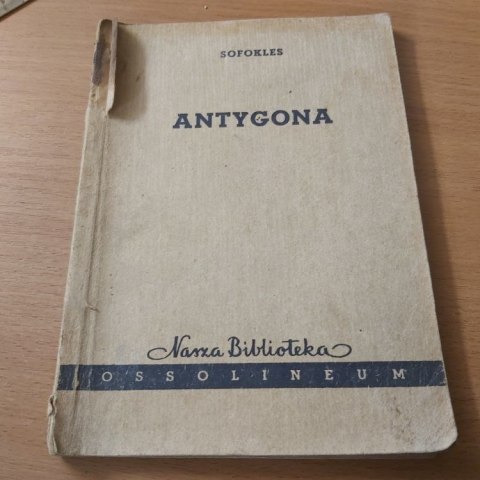 SOFOKLES
ANTYGONA
Nasza Biblioteka
OSSOLINEUM